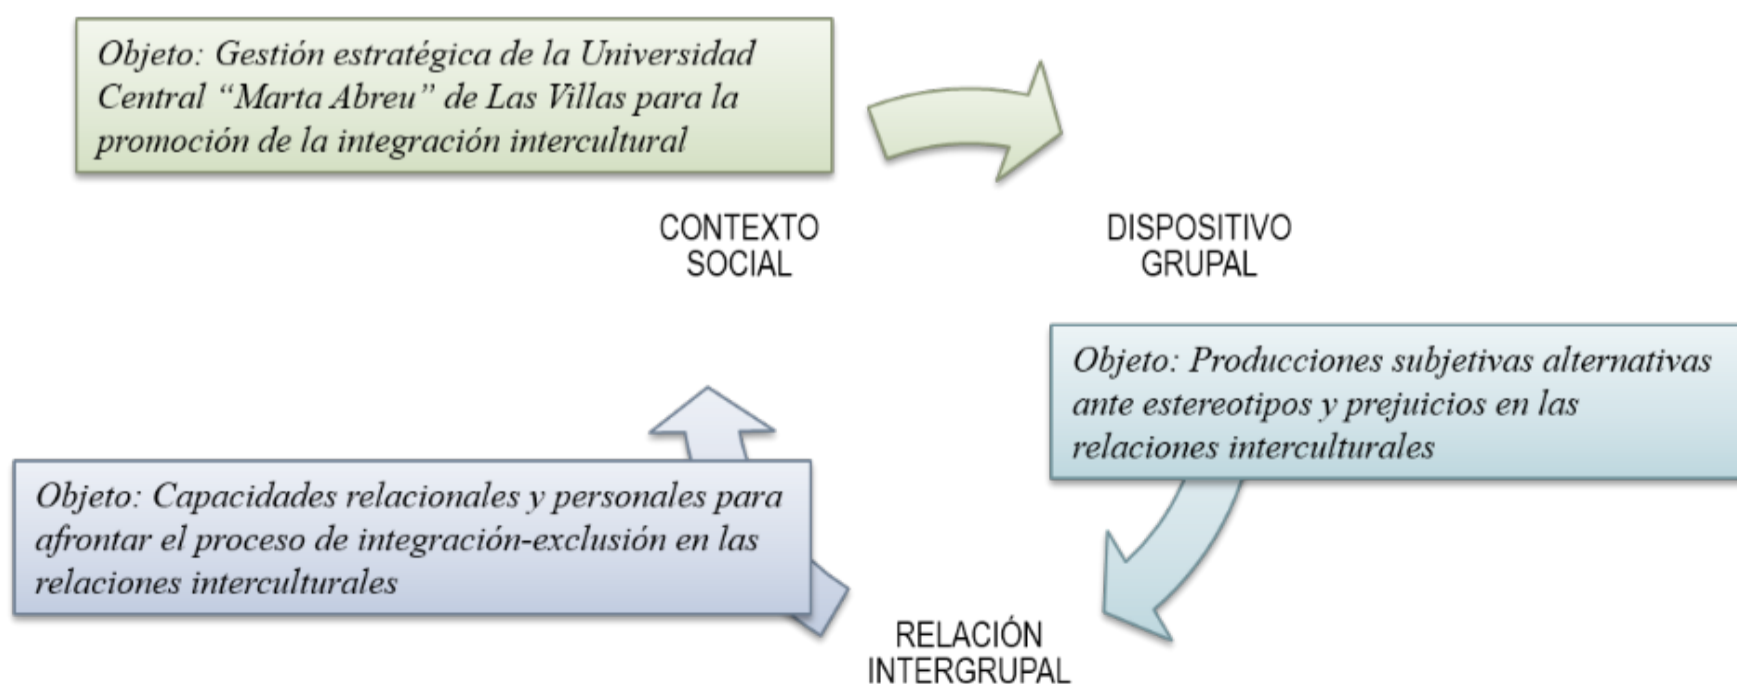 Objeto: Gestión estratégica de la Universidad
Central “Marta Abreu” de Las Villas para la
promoción de la integración intercultural
CONTEXTO
SOCIAL
DISPOSITIVO
GRUPAL
Objeto: Producciones subjetivas alternativas
ante estereotipos y prejuicios en las
relaciones interculturales
Objeto: Capacidades relacionales y personales para
afrontar el proceso de integración-exclusión en las
relaciones interculturales
RELACIÓN
INTERGRUPAL